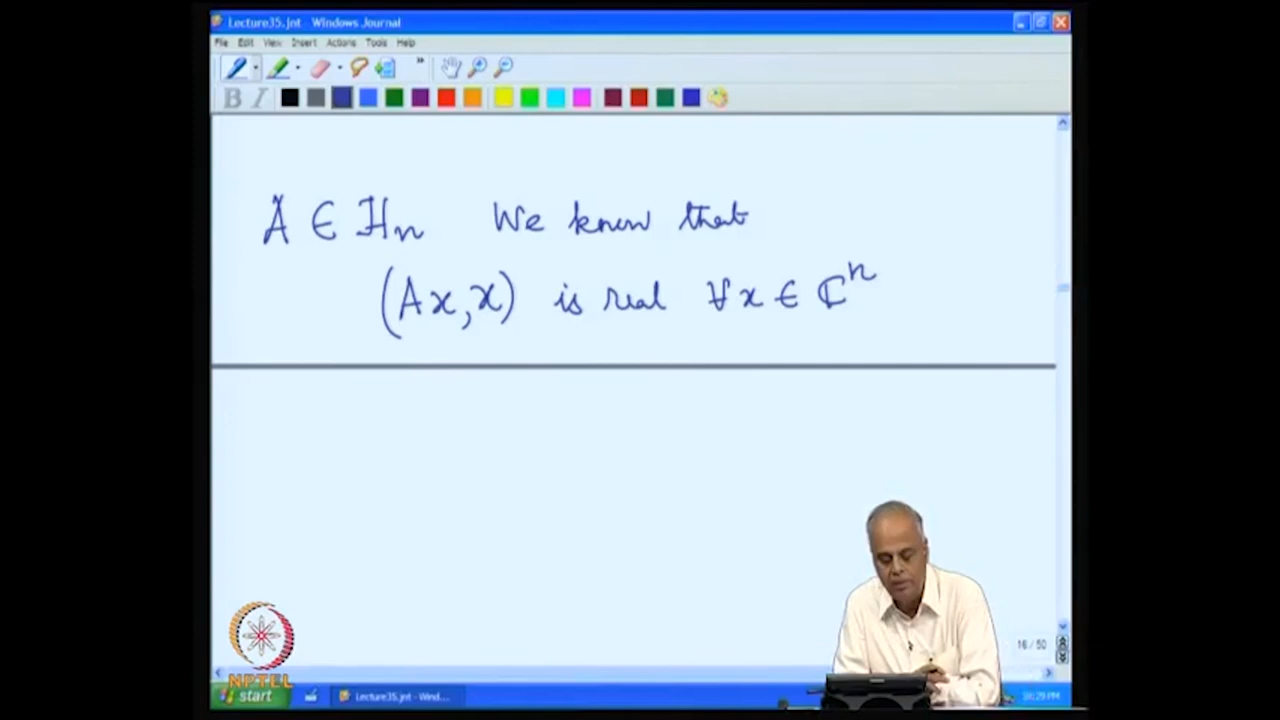 Lecture35.jnt - Windows Journal
File Edit View Insert Actions Tools Help
B I
A ∈ Hn We know that
(Ax, x) is real ∀ x ∈ ℂⁿ
16 / 50
NPTEL
start Lecture35.jnt - Wind...